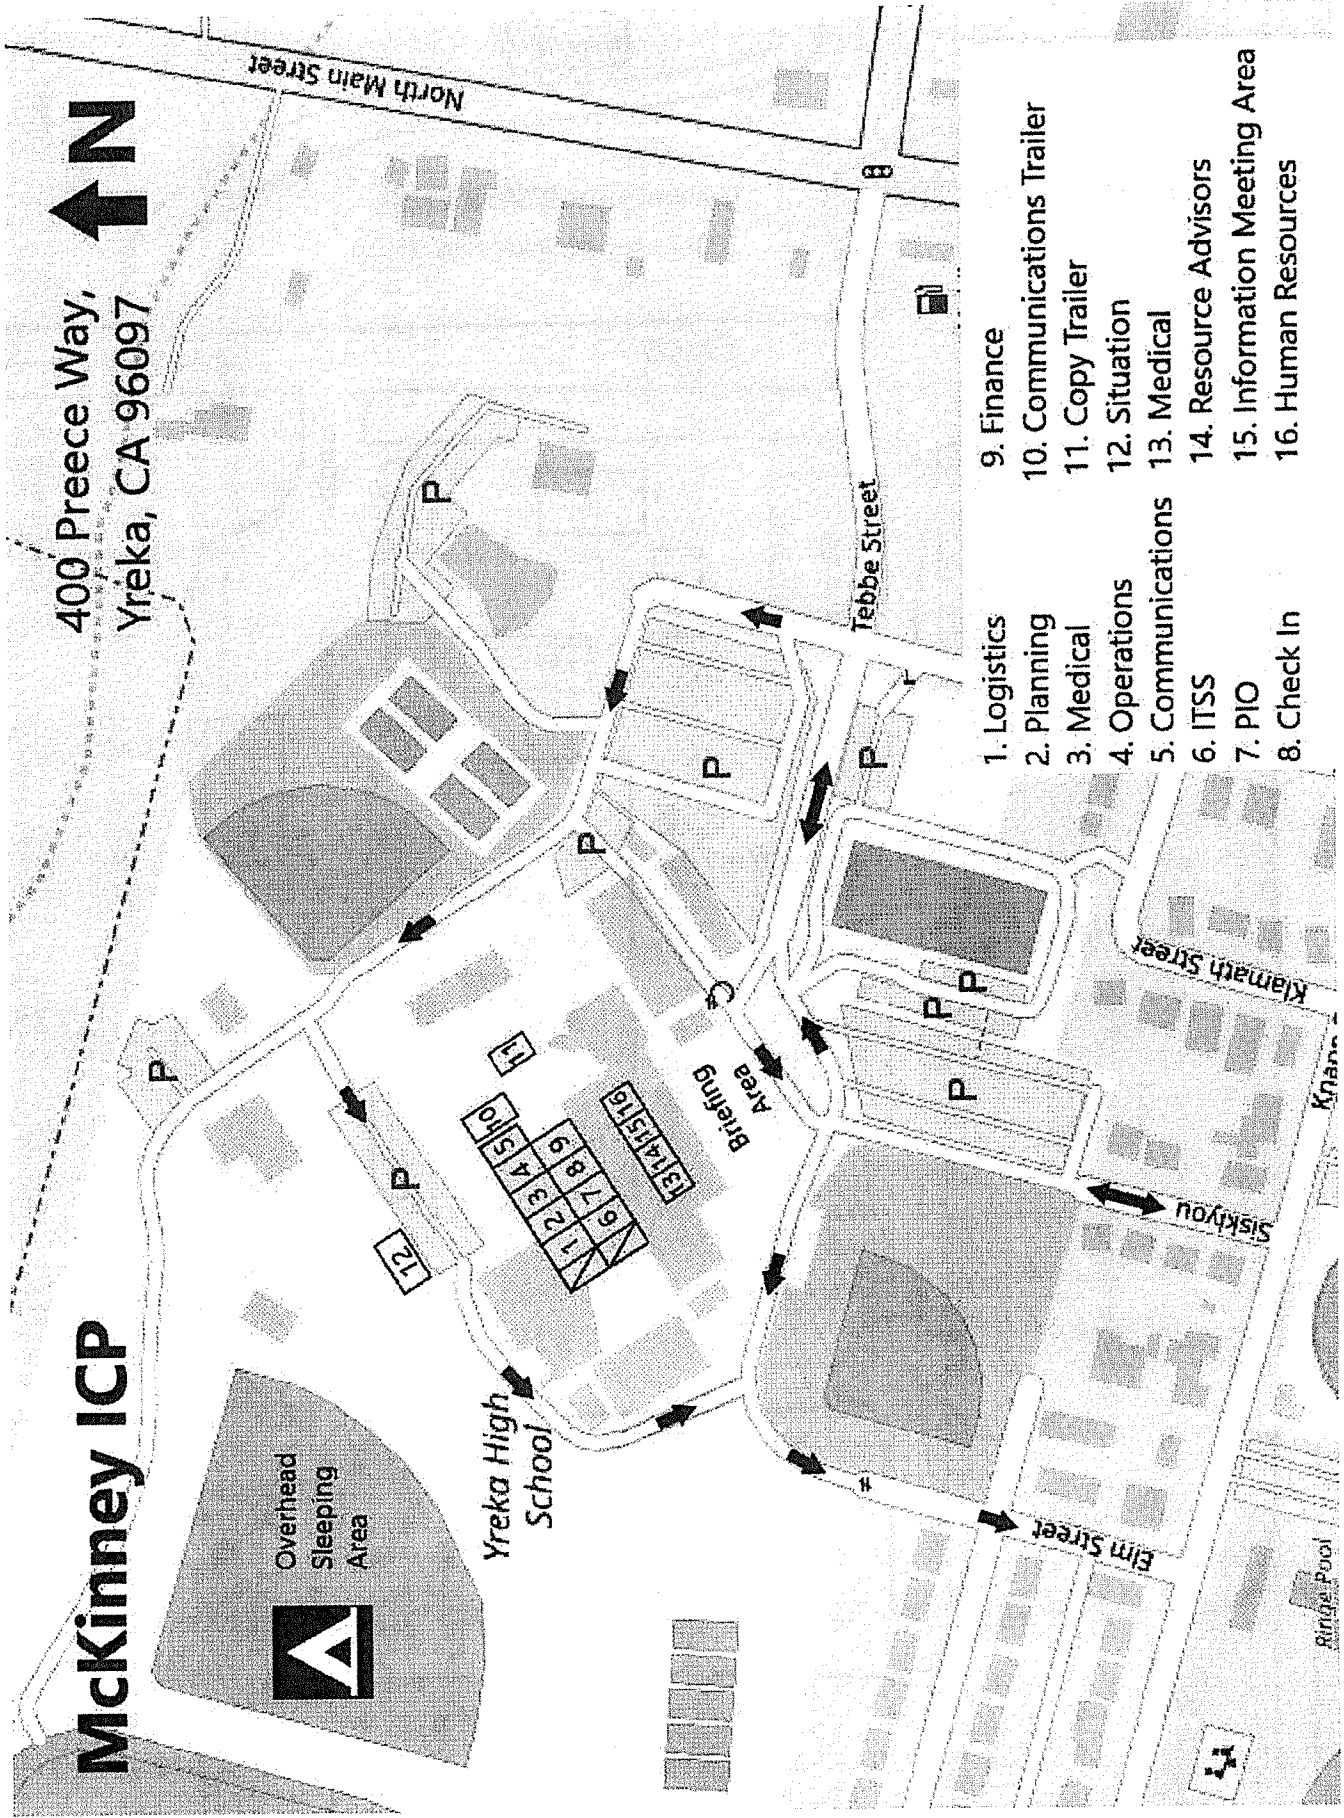 McKinney ICP
400 Preece Way,
Yreka, CA 96097
N
North Main Street
Overhead
Sleeping
Area
Yreka High
School
P
P
P
P
P
P
P
P
P
12
11
1
2
3
4
5
10
6
7
8
9
13
14
15
16
Briefing
Area
Tebbe Street
Klamath Street
Siskiyou
Elm Street
Ringe Pool
1. Logistics
2. Planning
3. Medical
4. Operations
5. Communications
6. ITSS
7. PIO
8. Check In
9. Finance
10. Communications Trailer
11. Copy Trailer
12. Situation
13. Medical
14. Resource Advisors
15. Information Meeting Area
16. Human Resources